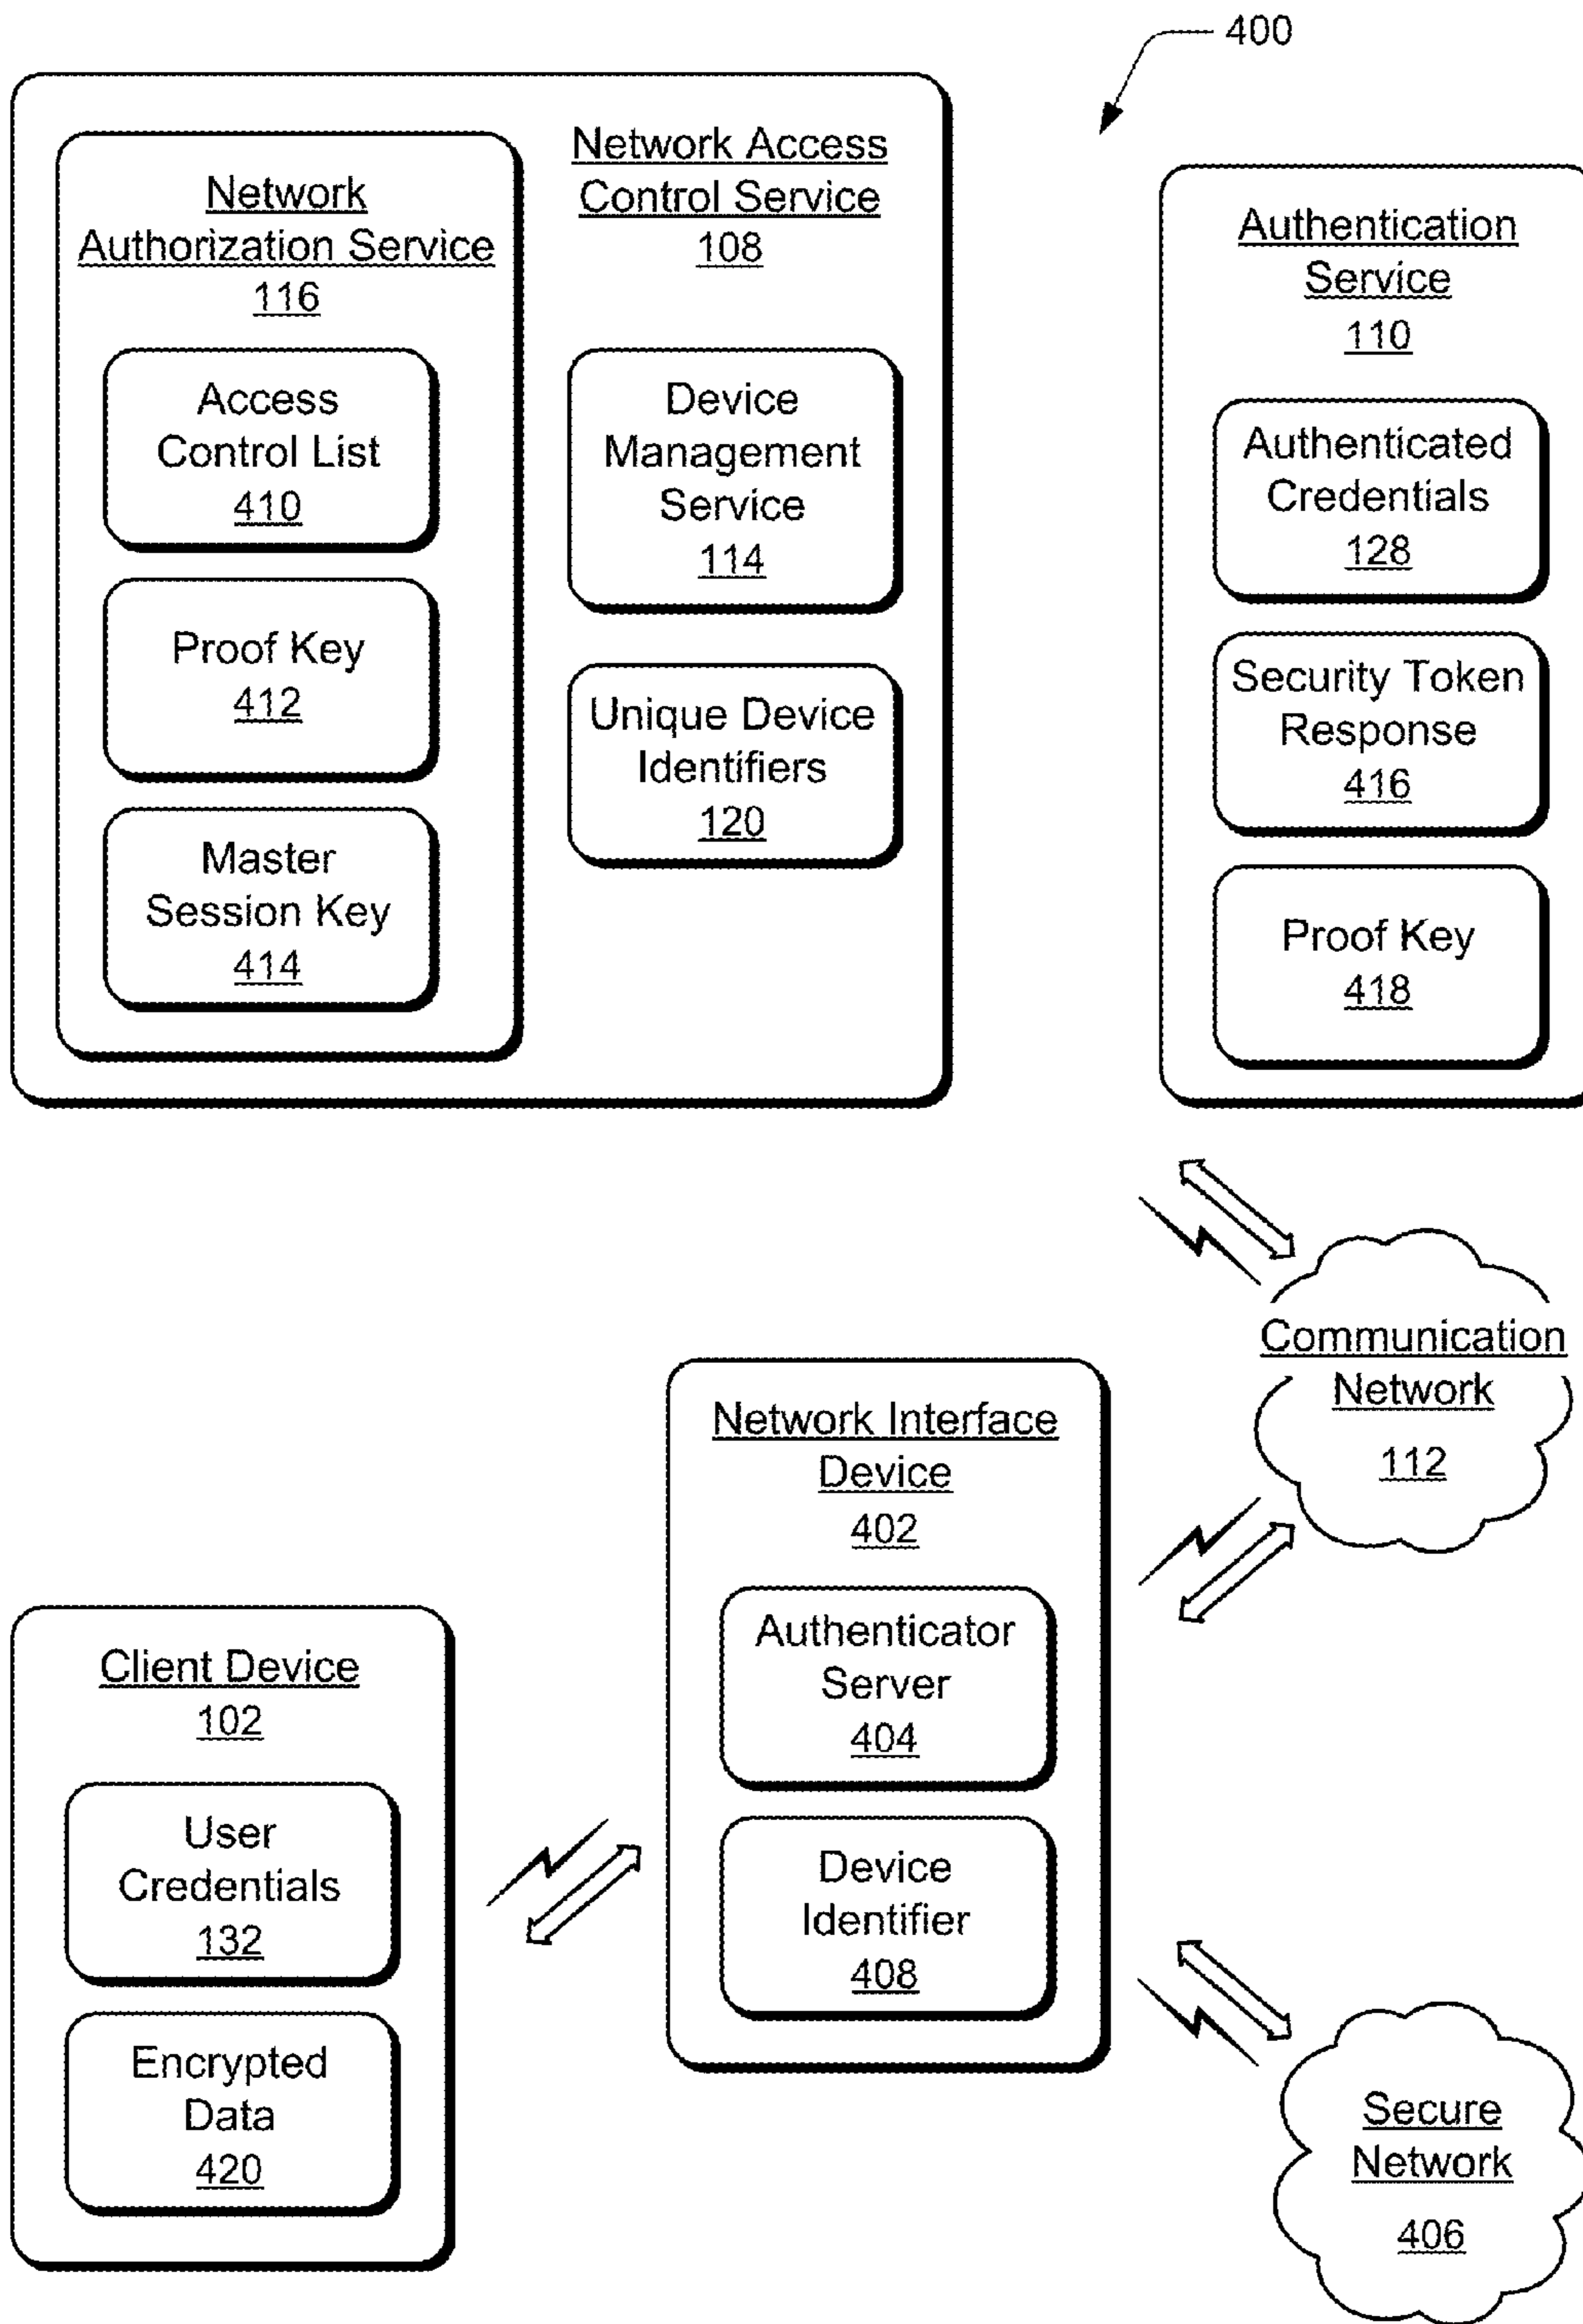 400
Network Access
Control Service
108
Network
Authorization Service
116
Access
Control List
410
Proof Key
412
Master
Session Key
414
Device
Management
Service
114
Unique Device
Identifiers
120
Authentication
Service
110
Authenticated
Credentials
128
Security Token
Response
416
Proof Key
418
Communication
Network
112
Network Interface
Device
402
Authenticator
Server
404
Device
Identifier
408
Client Device
102
User
Credentials
132
Encrypted
Data
420
Secure
Network
406